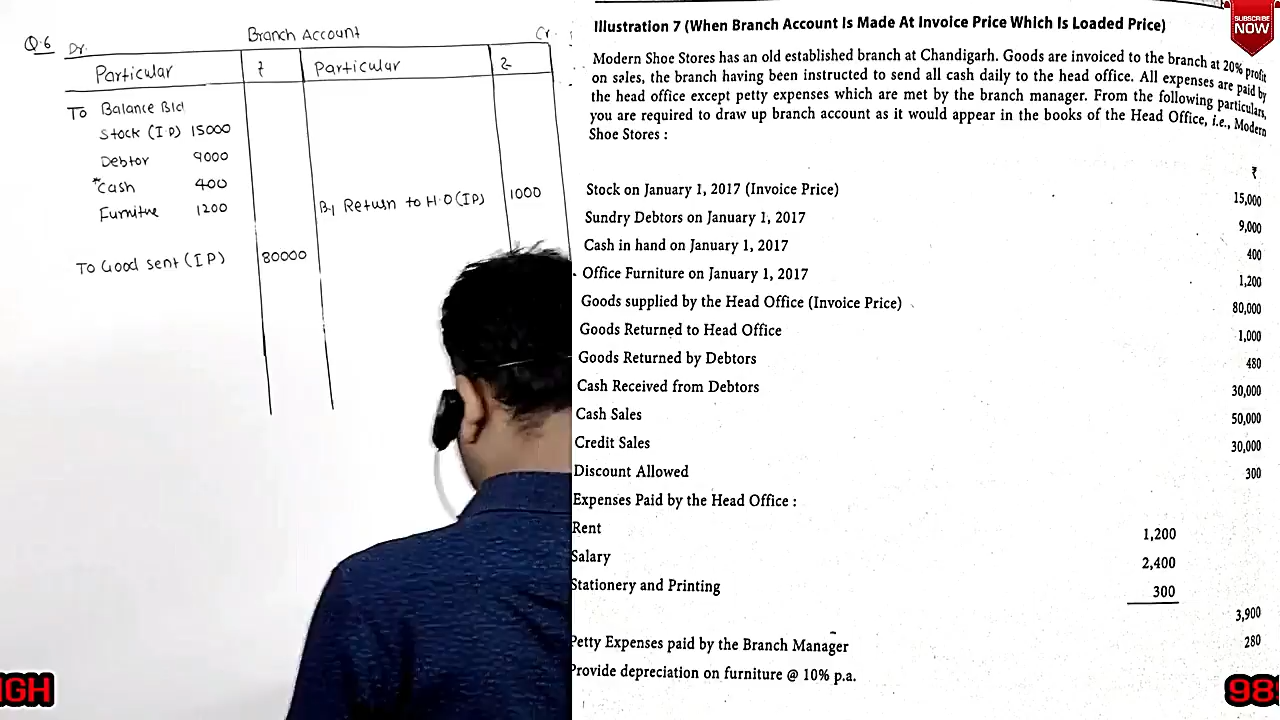 Q.6
Branch Account
Dr.
Cr.
Particular ₹ Particular ₹
To Balance B/d
Stock (I.P) 15000
Debtor 9000
*Cash 400
Furnitue 1200
By Return to H.O (IP) 1000
To Good sent (I.P) 80000
Illustration 7 (When Branch Account Is Made At Invoice Price Which Is Loaded Price)
Modern Shoe Stores has an old established branch at Chandigarh. Goods are invoiced to the branch at 20% profit
on sales, the branch having been instructed to send all cash daily to the head office. All expenses are paid by
the head office except petty expenses which are met by the branch manager. From the following particulars,
you are required to draw up branch account as it would appear in the books of the Head Office, i.e., Modern
Shoe Stores :
₹
Stock on January 1, 2017 (Invoice Price) 15,000
Sundry Debtors on January 1, 2017 9,000
Cash in hand on January 1, 2017 400
Office Furniture on January 1, 2017 1,200
Goods supplied by the Head Office (Invoice Price) 80,000
Goods Returned to Head Office 1,000
Goods Returned by Debtors 480
Cash Received from Debtors 30,000
Cash Sales 50,000
Credit Sales 30,000
Discount Allowed 300
Expenses Paid by the Head Office :
Rent 1,200
Salary 2,400
Stationery and Printing 300
3,900
Petty Expenses paid by the Branch Manager 280
Provide depreciation on furniture @ 10% p.a.
SUBSCRIBE
NOW
NGH
98